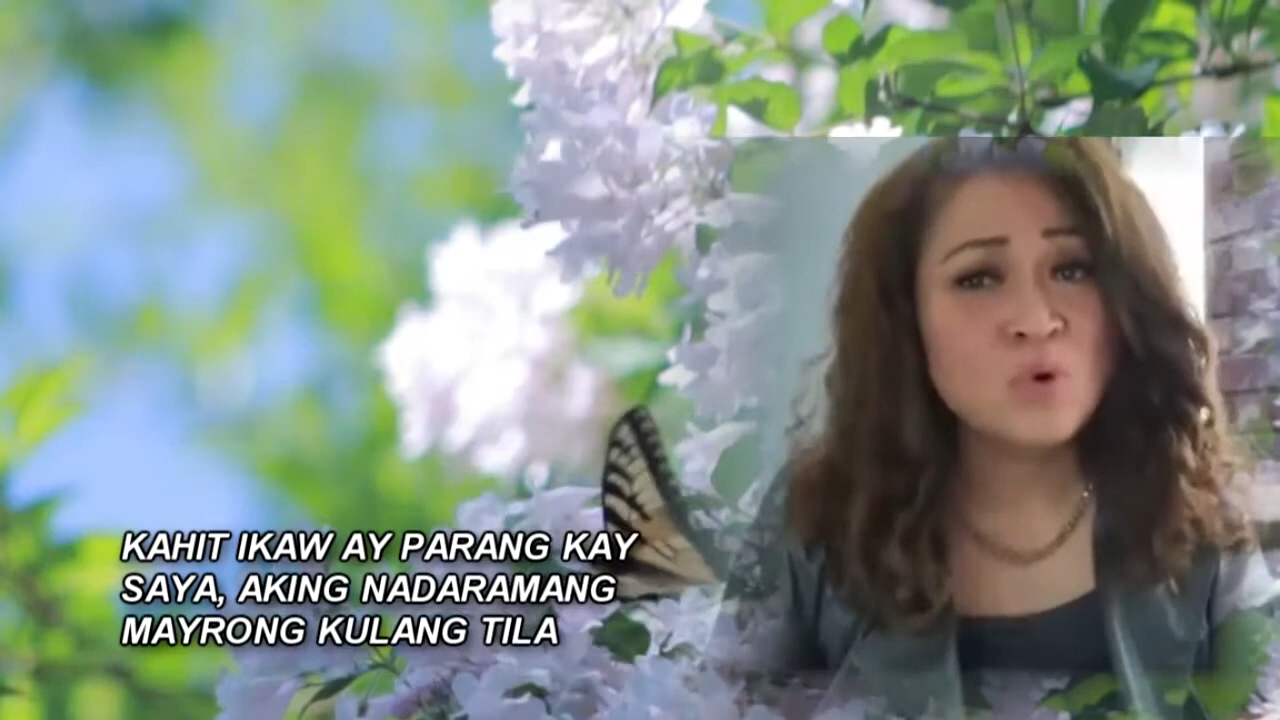 KAHIT IKAW AY PARANG KAY
SAYA, AKING NADARAMANG
MAYRONG KULANG TILA